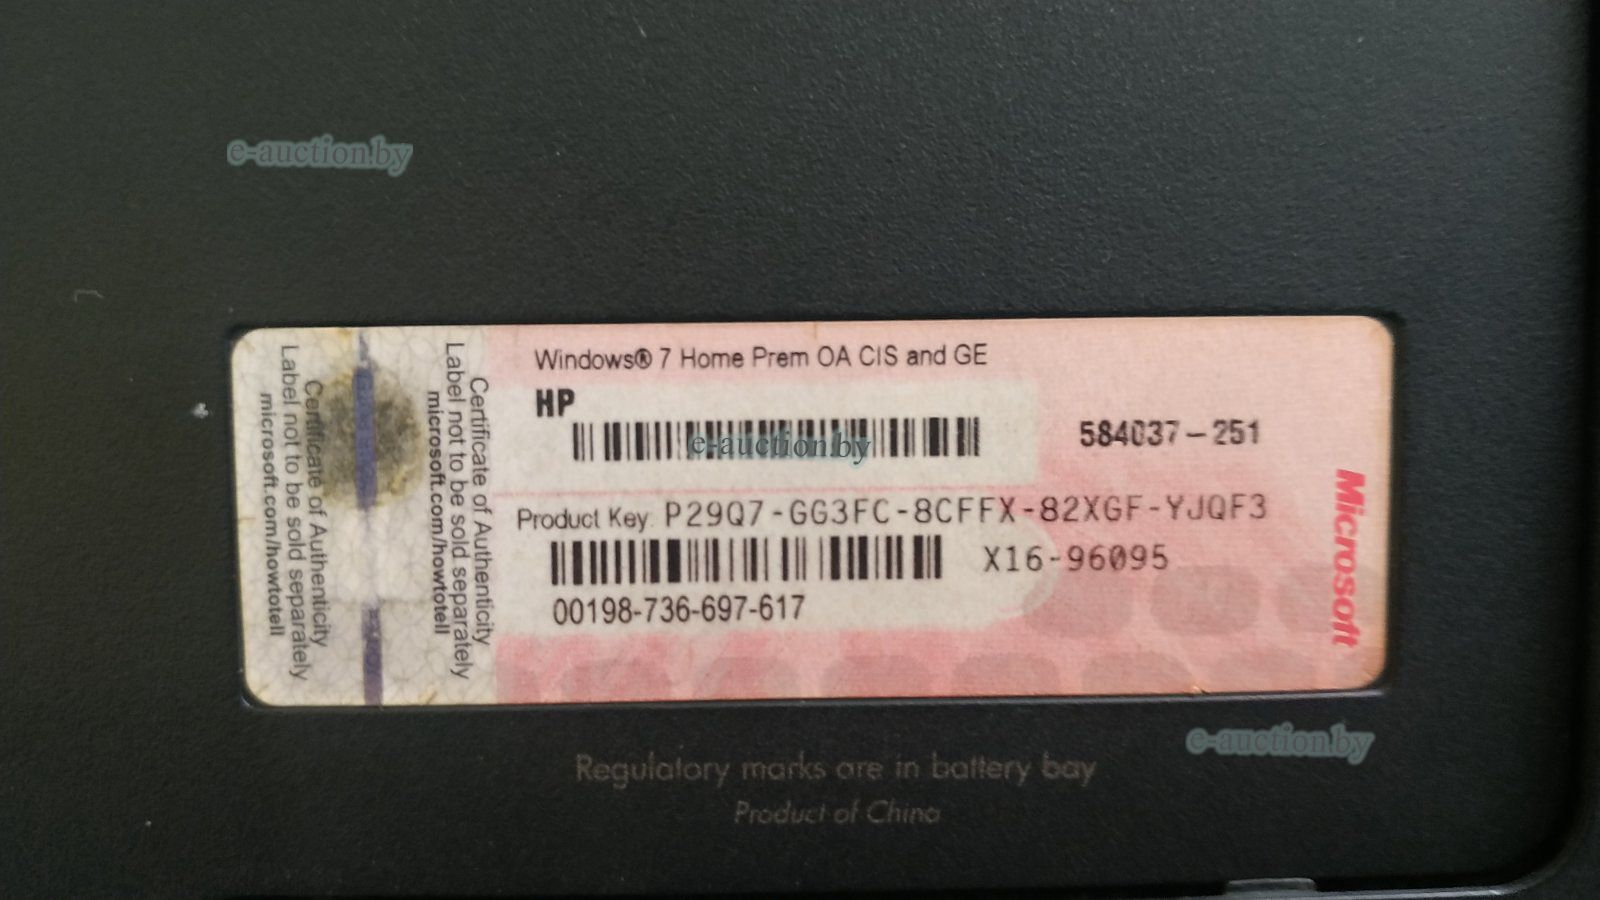 e-auction.by
Windows® 7 Home Prem OA CIS and GE
HP
e-auction.by
584037-251
Product Key: P29Q7-GG3FC-8CFFX-82XGF-YJQF3
X16-96095
00198-736-697-617
Microsoft
Certificate of Authenticity
Label not to be sold separately
microsoft.com/howtotell
Certificate of Authenticity
Label not to be sold separately
microsoft.com/howtotell
e-auction.by
Regulatory marks are in battery bay
Product of China